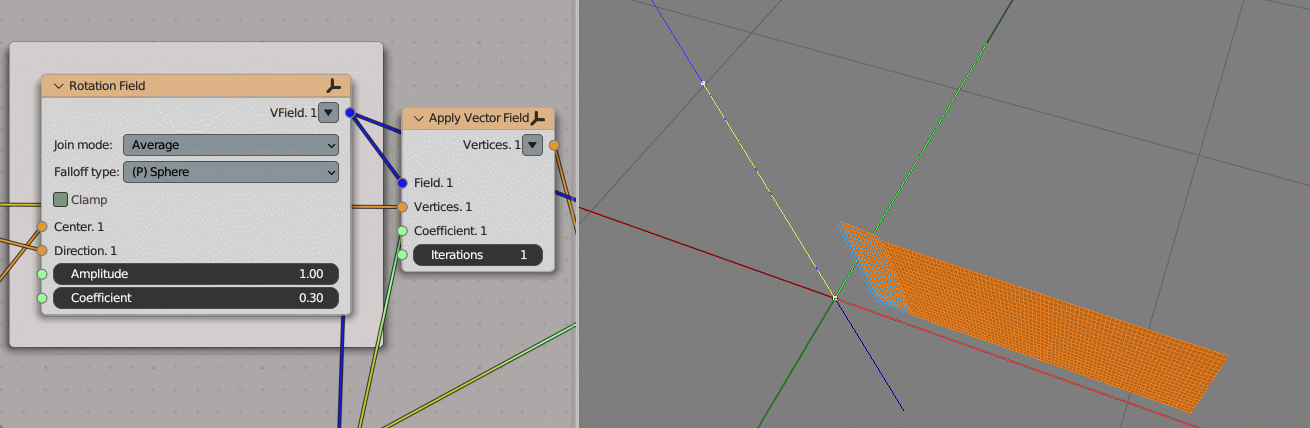 Rotation Field
VField. 1
Join mode: Average
Falloff type: (P) Sphere
Clamp
Center. 1
Direction. 1
Amplitude 1.00
Coefficient 0.30
Apply Vector Field
Vertices. 1
Field. 1
Vertices. 1
Coefficient. 1
Iterations 1